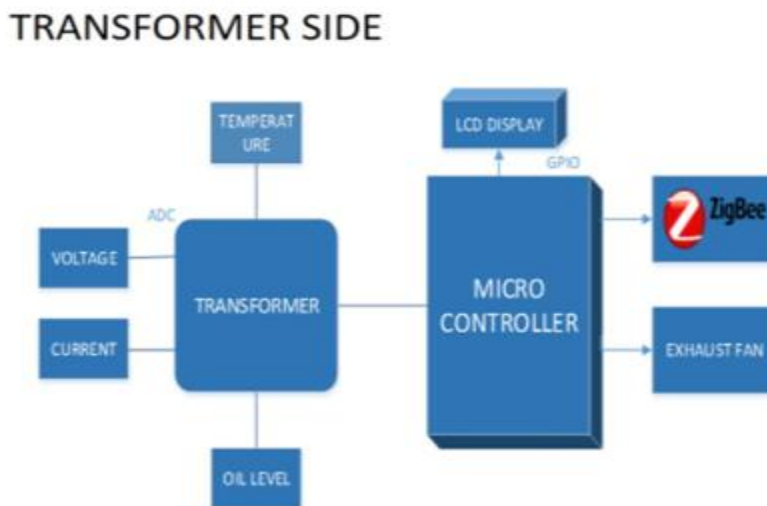 TRANSFORMER SIDE
TEMPERAT
URE
LCD DISPLAY
GPIO
ADC
ZigBee
VOLTAGE
TRANSFORMER
MICRO
CONTROLLER
CURRENT
EXHAUST FAN
OIL LEVEL